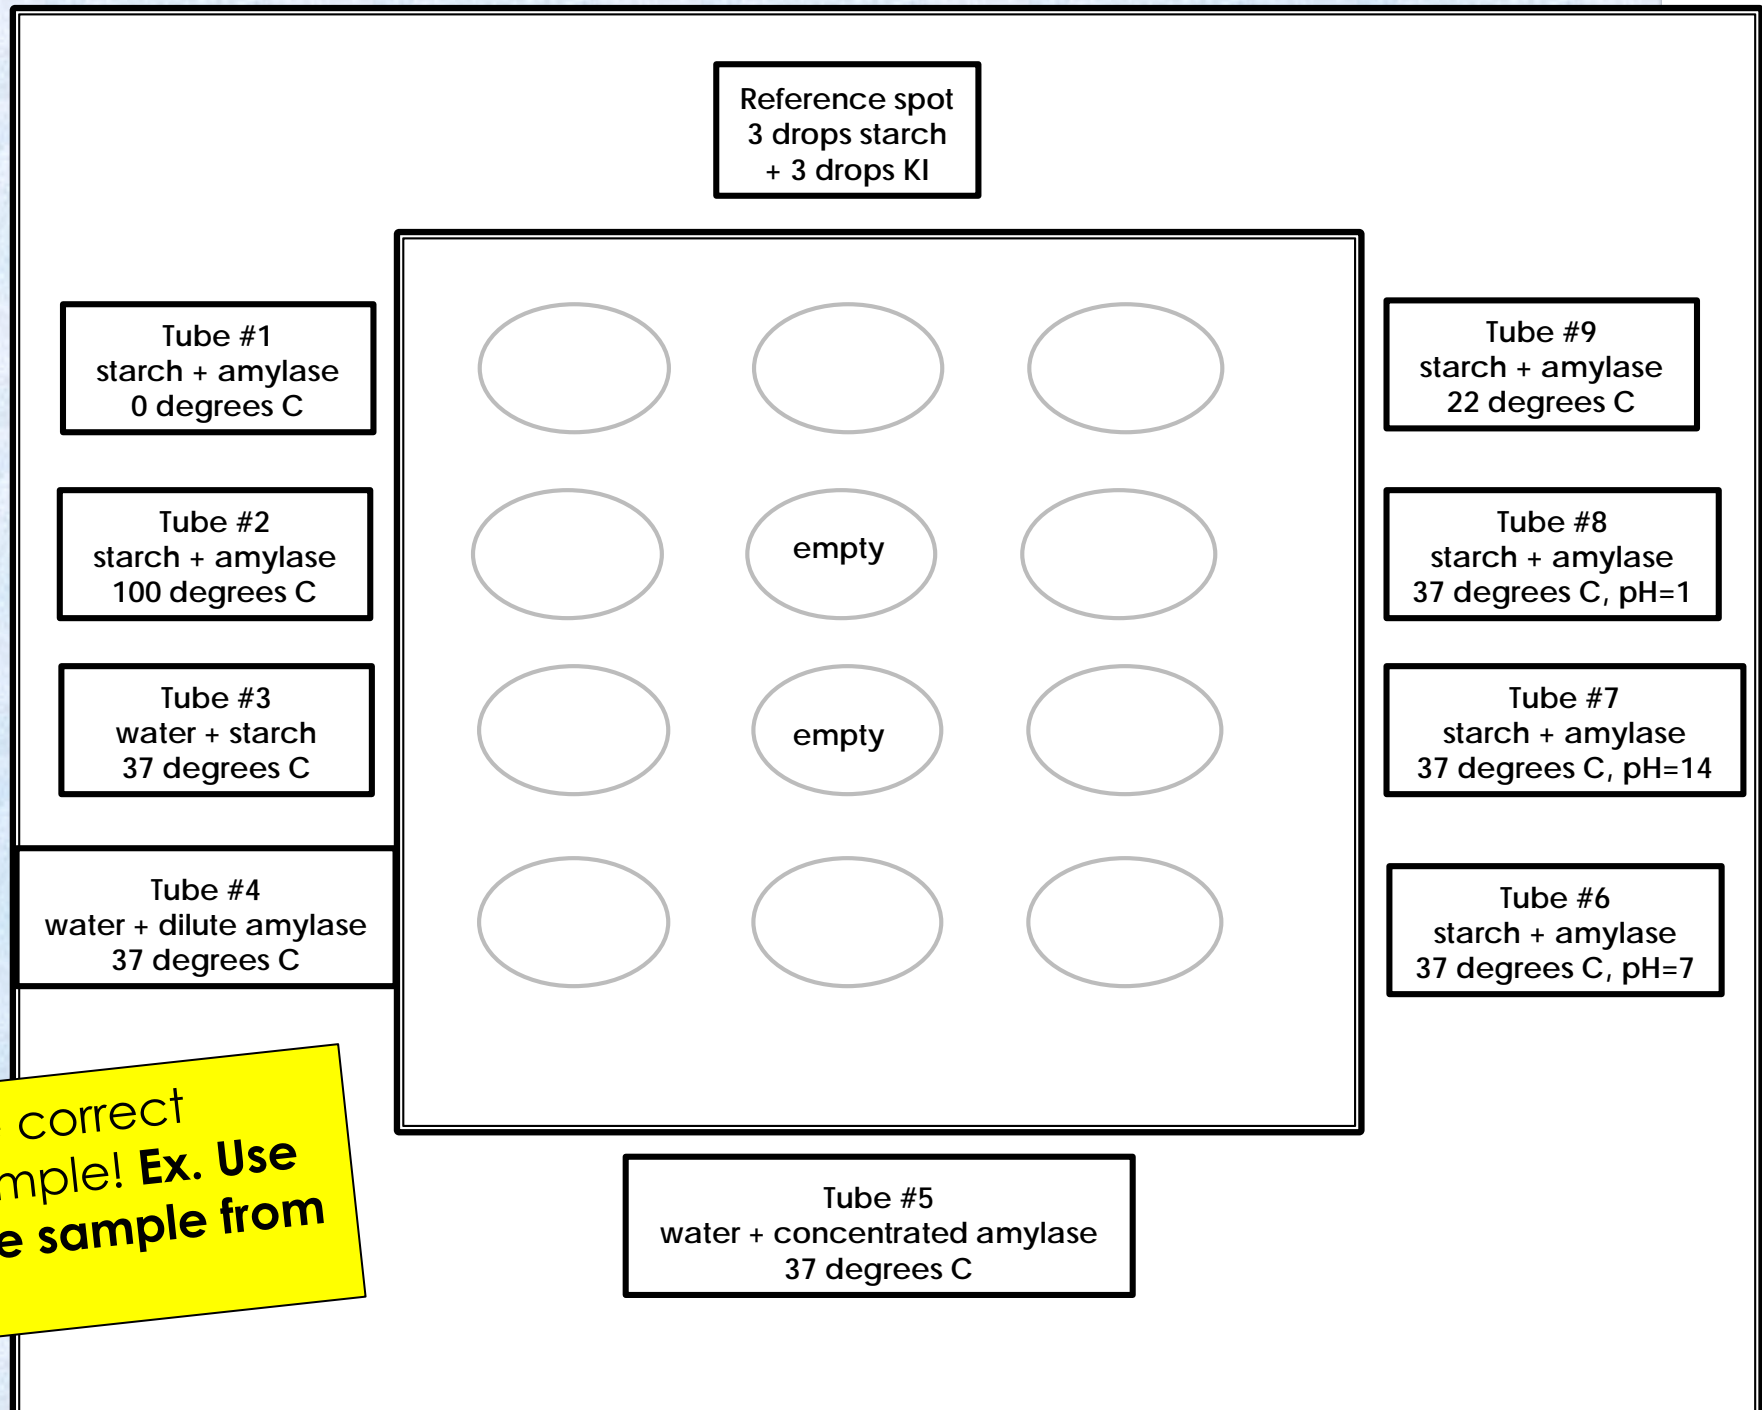 Reference spot
3 drops starch
+ 3 drops KI
Tube #1
starch + amylase
0 degrees C
Tube #9
starch + amylase
22 degrees C
Tube #2
starch + amylase
100 degrees C
empty
Tube #8
starch + amylase
37 degrees C, pH=1
Tube #3
water + starch
37 degrees C
empty
Tube #7
starch + amylase
37 degrees C, pH=14
Tube #4
water + dilute amylase
37 degrees C
Tube #6
starch + amylase
37 degrees C, pH=7
correct
Ex. Use
sample from
Tube #5
water + concentrated amylase
37 degrees C